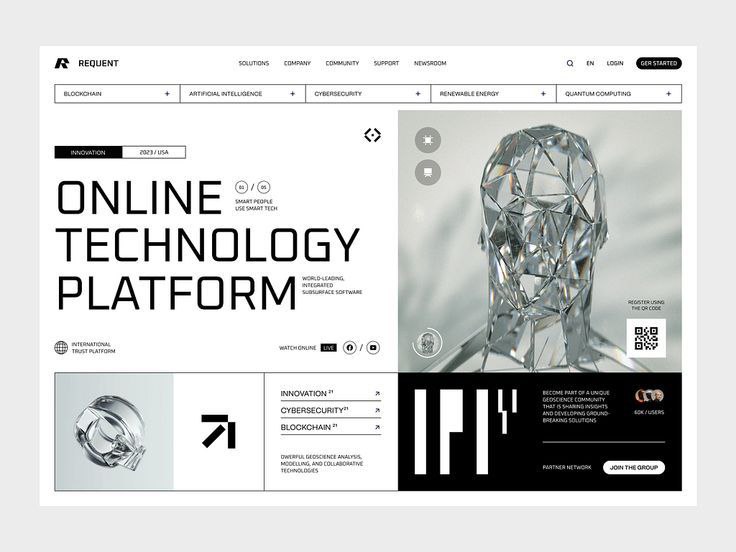 REQUENT
SOLUTIONS
COMPANY
COMMUNITY
SUPPORT
NEWSROOM
EN
LOGIN
GER STARTED
BLOCKCHAIN +
ARTIFICIAL INTELLIGENCE +
CYBERSECURITY +
RENEWABLE ENERGY +
QUANTUM COMPUTING +
INNOVATION
2023 / USA
ONLINE
01 / 05
SMART PEOPLE
USE SMART TECH
TECHNOLOGY
PLATFORM
WORLD-LEADING,
INTEGRATED
SUBSURFACE SOFTWARE
INTERNATIONAL
TRUST PLATFORM
WATCH ONLINE LIVE /
REGISTER USING
THE QR CODE
INNOVATION 21
CYBERSECURITY 21
BLOCKCHAIN 21
OWERFUL GEOSCIENCE ANALYSIS,
MODELLING, AND COLLABORATIVE
TECHNOLOGIES
BECOME PART OF A UNIQUE
GEOSCIENCE COMMUNITY
THAT IS SHARING INSIGHTS
AND DEVELOPING GROUND-
BREAKING SOLUTIONS
60K / USERS
PARTNER NETWORK
JOIN THE GROUP